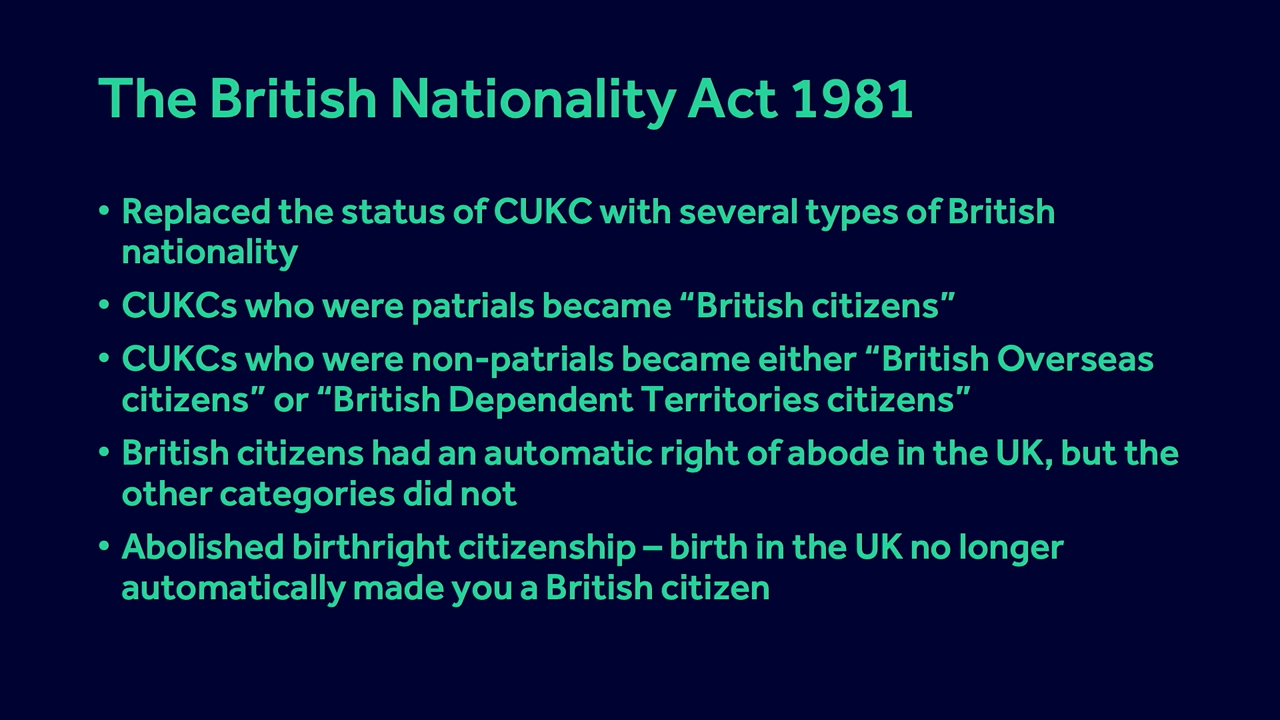 The British Nationality Act 1981
• Replaced the status of CUKC with several types of British
nationality
• CUKCs who were patrials became “British citizens”
• CUKCs who were non-patrials became either “British Overseas
citizens” or “British Dependent Territories citizens”
• British citizens had an automatic right of abode in the UK, but the
other categories did not
• Abolished birthright citizenship – birth in the UK no longer
automatically made you a British citizen